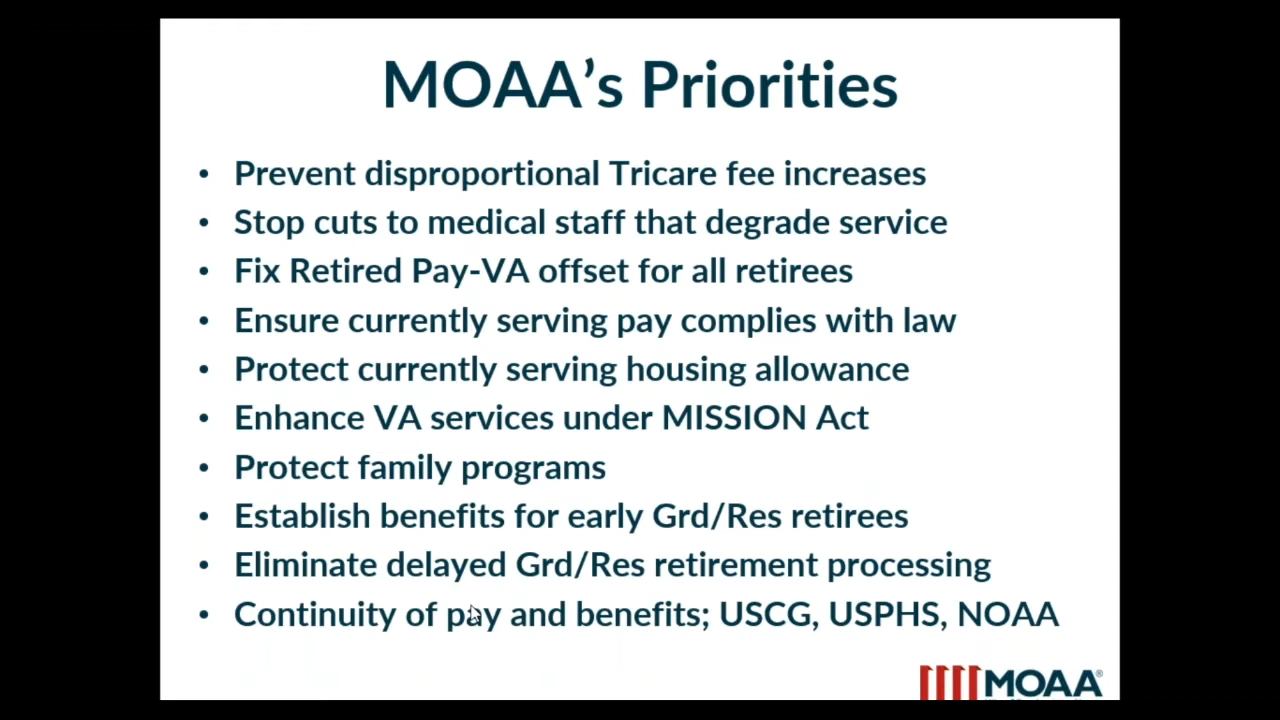 MOAA’s Priorities
• Prevent disproportional Tricare fee increases
• Stop cuts to medical staff that degrade service
• Fix Retired Pay-VA offset for all retirees
• Ensure currently serving pay complies with law
• Protect currently serving housing allowance
• Enhance VA services under MISSION Act
• Protect family programs
• Establish benefits for early Grd/Res retirees
• Eliminate delayed Grd/Res retirement processing
• Continuity of pay and benefits; USCG, USPHS, NOAA
MOAA®